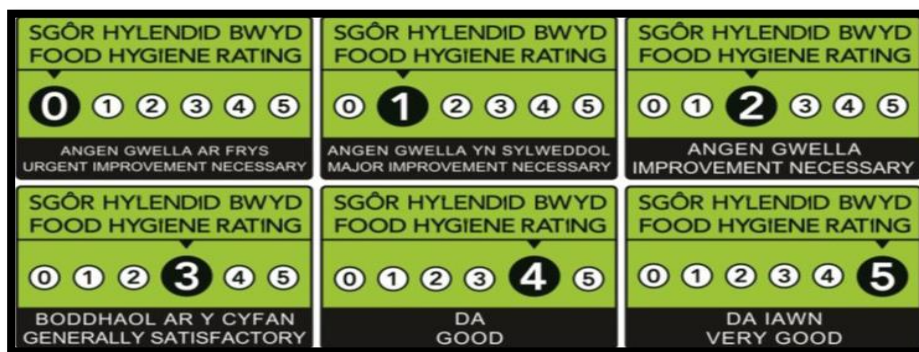 SGÔR HYLENDID BWYD
FOOD HYGIENE RATING
0 1 2 3 4 5
ANGEN GWELLA AR FRYS
URGENT IMPROVEMENT NECESSARY
SGÔR HYLENDID BWYD
FOOD HYGIENE RATING
0 1 2 3 4 5
ANGEN GWELLA YN SYLWEDDOL
MAJOR IMPROVEMENT NECESSARY
SGÔR HYLENDID BWYD
FOOD HYGIENE RATING
0 1 2 3 4 5
ANGEN GWELLA
IMPROVEMENT NECESSARY
SGÔR HYLENDID BWYD
FOOD HYGIENE RATING
0 1 2 3 4 5
BODDHAOL AR Y CYFAN
GENERALLY SATISFACTORY
SGÔR HYLENDID BWYD
FOOD HYGIENE RATING
0 1 2 3 4 5
DA
GOOD
SGÔR HYLENDID BWYD
FOOD HYGIENE RATING
0 1 2 3 4 5
DA IAWN
VERY GOOD